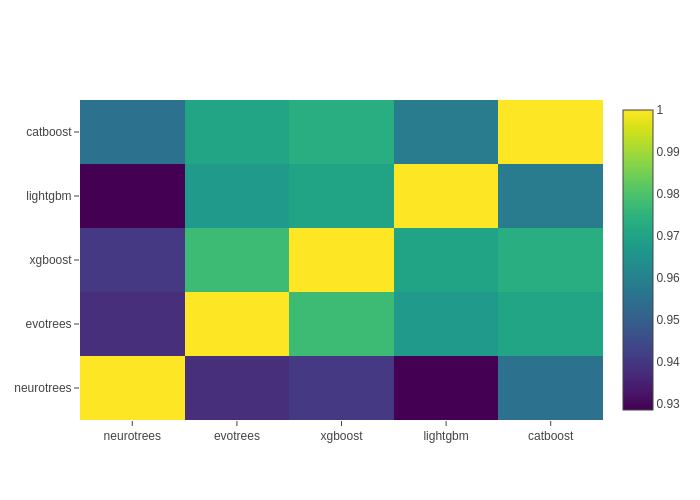 catboost
lightgbm
xgboost
evotrees
neurotrees
neurotrees evotrees xgboost lightgbm catboost
1
0.99
0.98
0.97
0.96
0.95
0.94
0.93